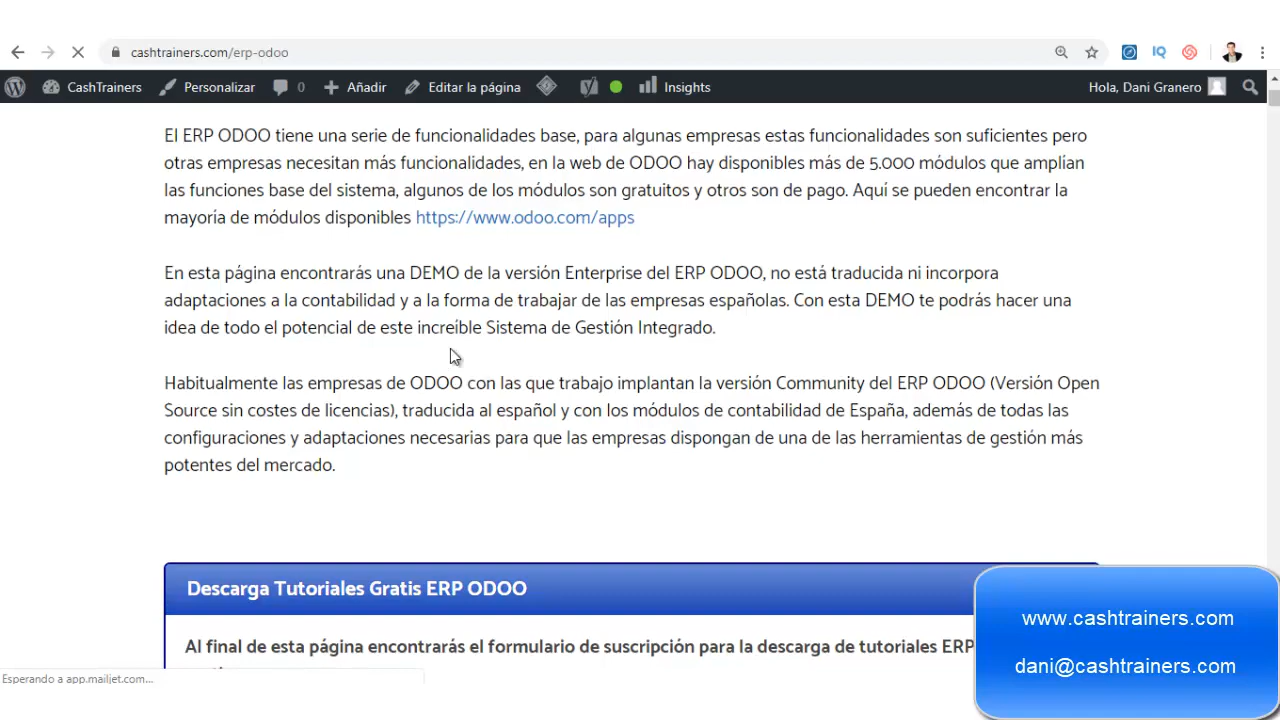 cashtrainers.com/erp-odoo
CashTrainers Personalizar 0 Añadir Editar la página Insights Hola, Dani Granero
El ERP ODOO tiene una serie de funcionalidades base, para algunas empresas estas funcionalidades son suficientes pero
otras empresas necesitan más funcionalidades, en la web de ODOO hay disponibles más de 5.000 módulos que amplían
las funciones base del sistema, algunos de los módulos son gratuitos y otros son de pago. Aquí se pueden encontrar la
mayoría de módulos disponibles https://www.odoo.com/apps
En esta página encontrarás una DEMO de la versión Enterprise del ERP ODOO, no está traducida ni incorpora
adaptaciones a la contabilidad y a la forma de trabajar de las empresas españolas. Con esta DEMO te podrás hacer una
idea de todo el potencial de este increíble Sistema de Gestión Integrado.
Habitualmente las empresas de ODOO con las que trabajo implantan la versión Community del ERP ODOO (Versión Open
Source sin costes de licencias), traducida al español y con los módulos de contabilidad de España, además de todas las
configuraciones y adaptaciones necesarias para que las empresas dispongan de una de las herramientas de gestión más
potentes del mercado.
Descarga Tutoriales Gratis ERP ODOO
Al final de esta página encontrarás el formulario de suscripción para la descarga de tutoriales ERP
www.cashtrainers.com
dani@cashtrainers.com
Esperando a app.mailjet.com...